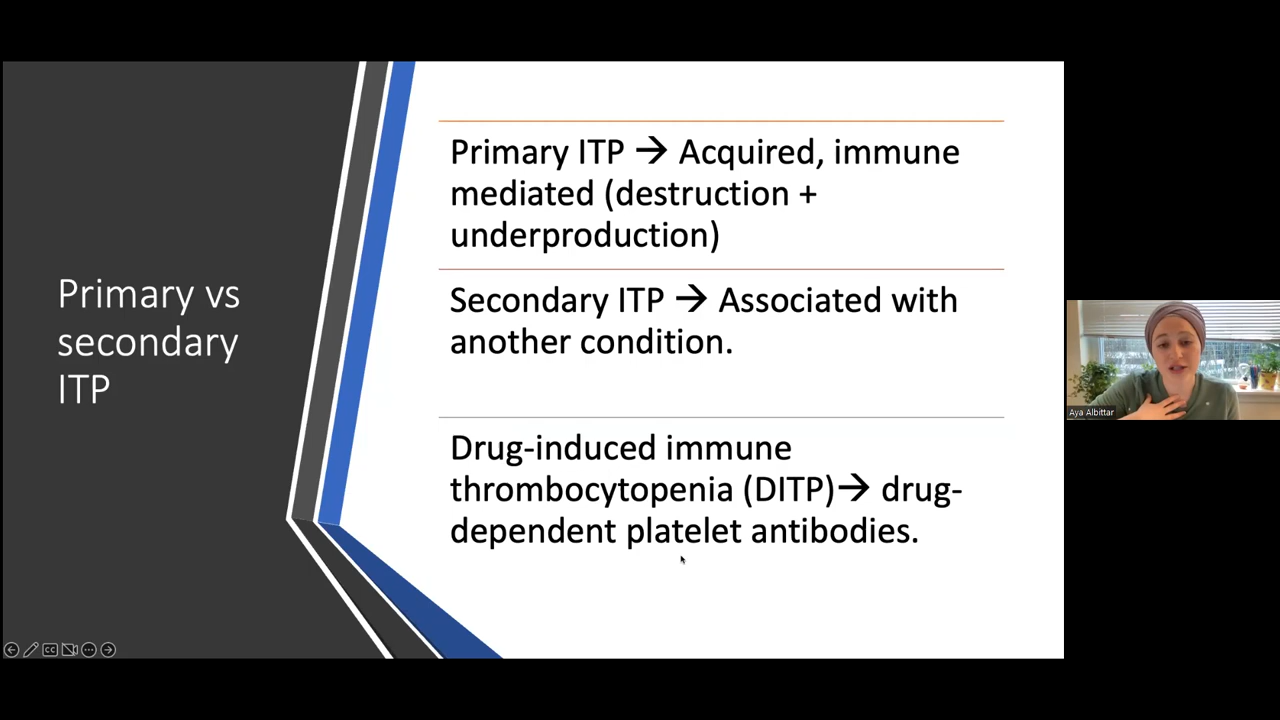 Primary vs
secondary
ITP
Primary ITP → Acquired, immune
mediated (destruction +
underproduction)
Secondary ITP → Associated with
another condition.
Drug-induced immune
thrombocytopenia (DITP)→ drug-
dependent platelet antibodies.
CC
Aya Albittar